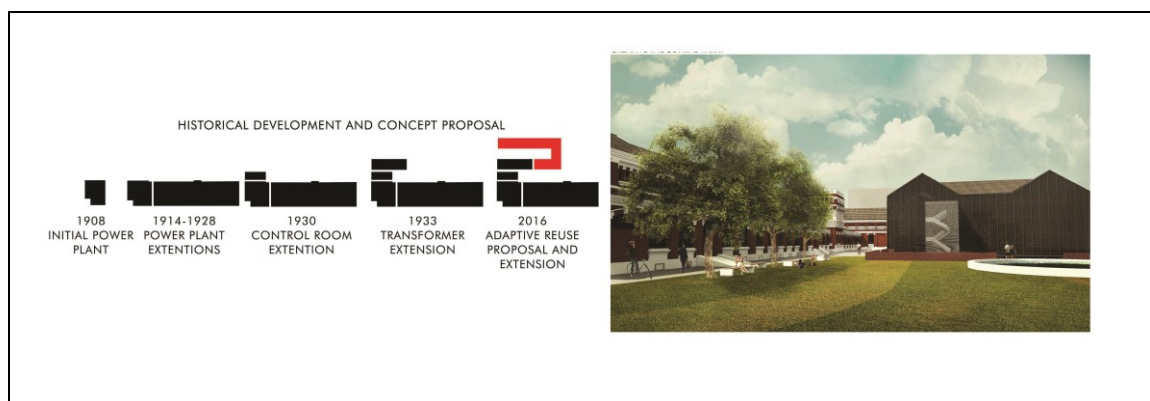 HISTORICAL DEVELOPMENT AND CONCEPT PROPOSAL
1908
INITIAL POWER
PLANT
1914-1928
POWER PLANT
EXTENTIONS
1930
CONTROL ROOM
EXTENTION
1933
TRANSFORMER
EXTENSION
2016
ADAPTIVE REUSE
PROPOSAL AND
EXTENSION